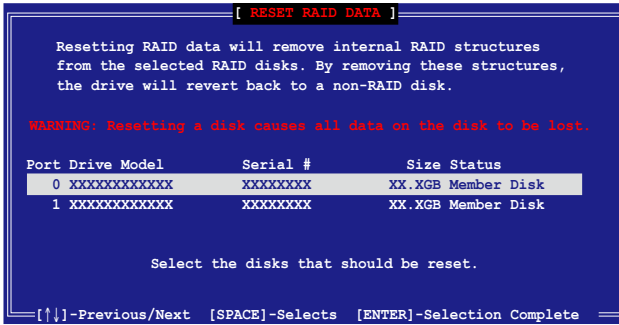 [ RESET RAID DATA ]
Resetting RAID data will remove internal RAID structures
from the selected RAID disks. By removing these structures,
the drive will revert back to a non-RAID disk.
WARNING: Resetting a disk causes all data on the disk to be lost.
Port Drive Model Serial # Size Status
0 XXXXXXXXXXXX XXXXXXXX XX.XGB Member Disk
1 XXXXXXXXXXXX XXXXXXXX XX.XGB Member Disk
Select the disks that should be reset.
[↑↓]-Previous/Next [SPACE]-Selects [ENTER]-Selection Complete